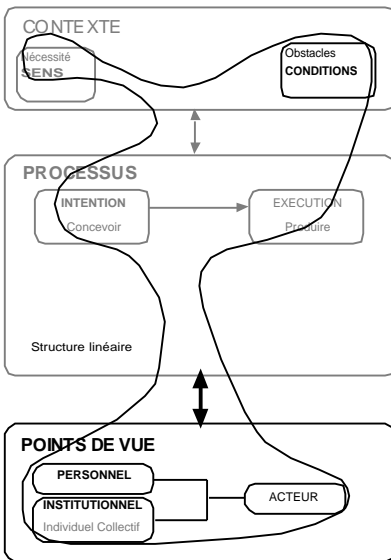 CONTEXTE
Nécessité
SENS
Obstacles
CONDITIONS
PROCESSUS
INTENTION
Concevoir
EXECUTION
Produire
Structure linéaire
POINTS DE VUE
PERSONNEL
INSTITUTIONNEL
Individuel Collectif
ACTEUR